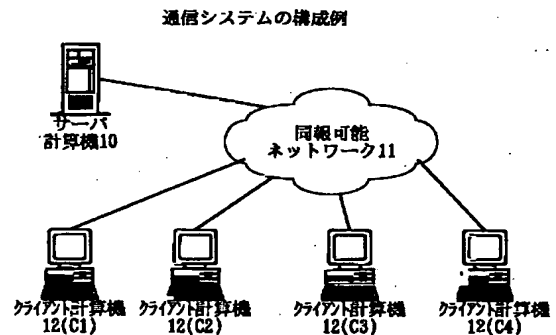 通信システムの構成例
サーバ
計算機10
同報可能
ネットワーク11
クライアント計算機
12(C1)
クライアント計算機
12(C2)
クライアント計算機
12(C3)
クライアント計算機
12(C4)